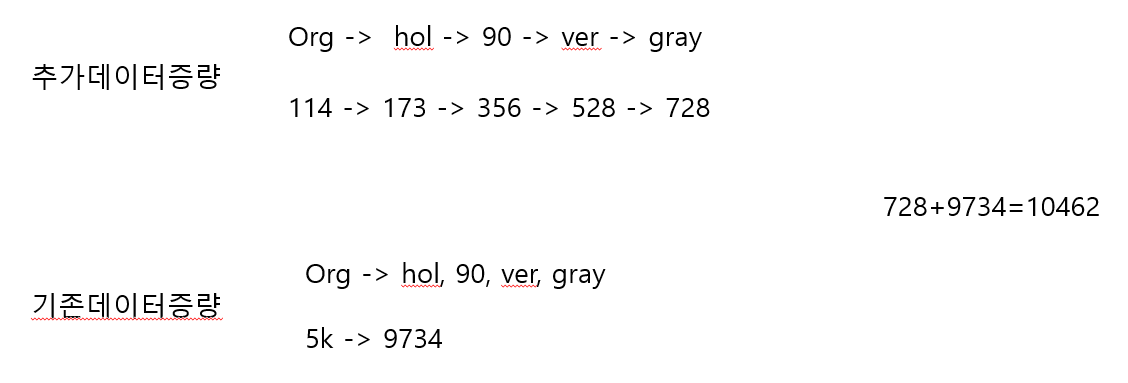 Org -> hol -> 90 -> ver -> gray
추가데이터증량
114 -> 173 -> 356 -> 528 -> 728
728+9734=10462
Org -> hol, 90, ver, gray
기존데이터증량
5k -> 9734